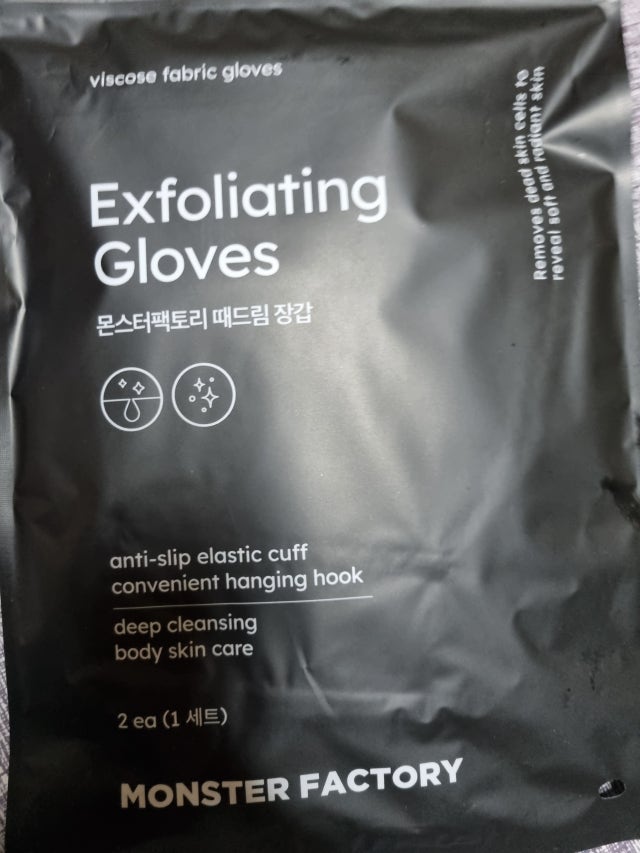 viscose fabric gloves
Removes dead skin cells to
reveal soft and radiant skin
Exfoliating
Gloves
몬스터팩토리 때드림 장갑
anti-slip elastic cuff
convenient hanging hook
deep cleansing
body skin care
2 ea (1 세트)
MONSTER FACTORY